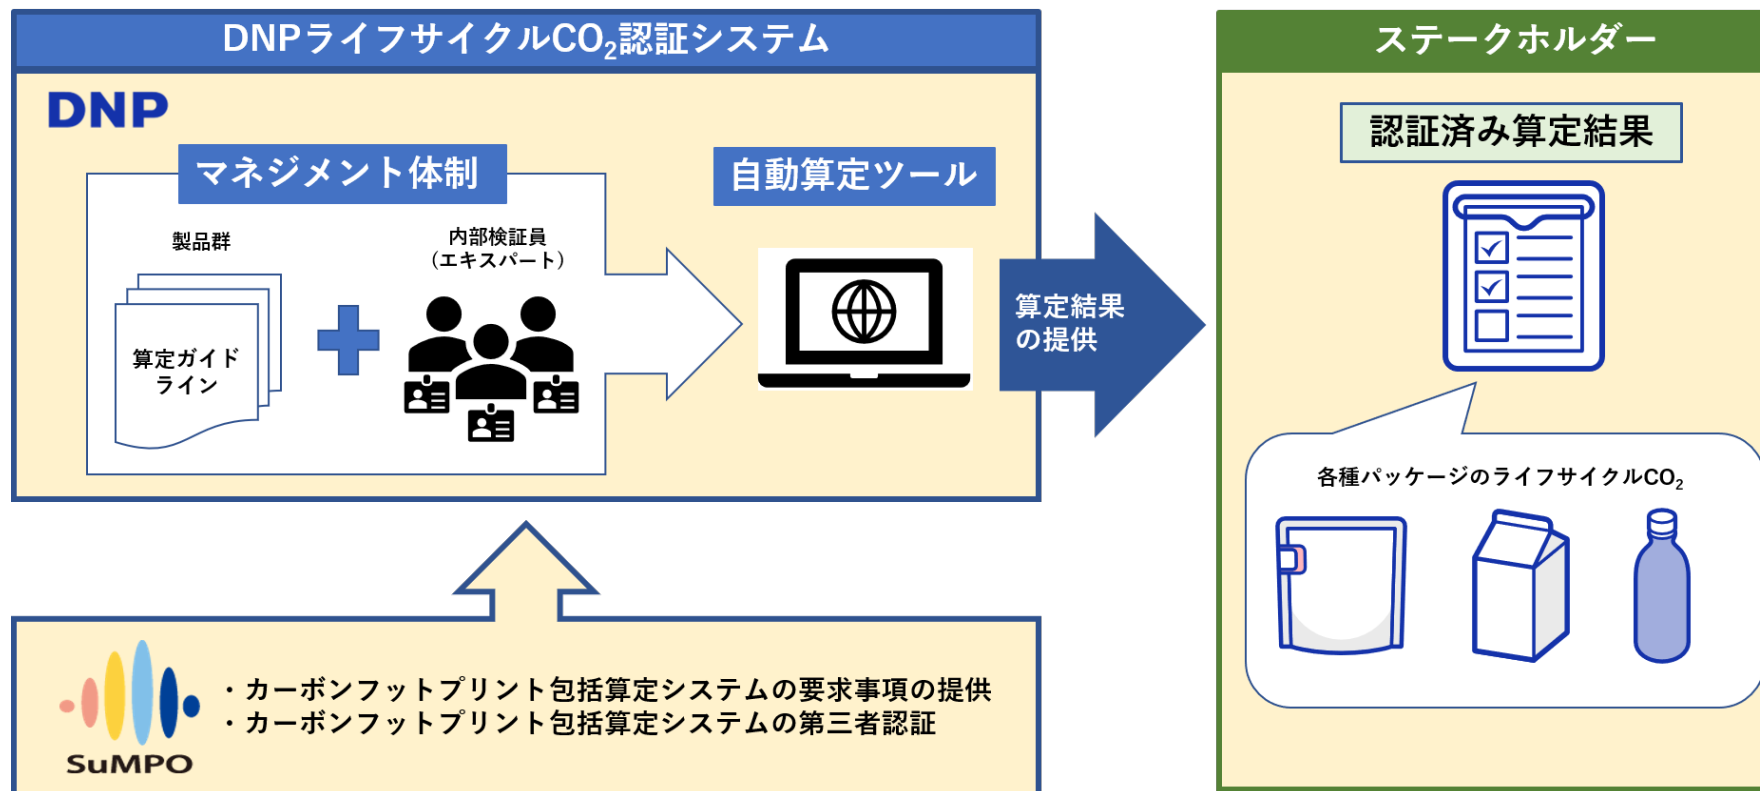 DNPライフサイクルCO₂認証システム
DNP
マネジメント体制
製品群
算定ガイド
ライン
内部検証員
（エキスパート）
自動算定ツール
算定結果
の提供
ステークホルダー
認証済み算定結果
各種パッケージのライフサイクルCO₂
SuMPO
・カーボンフットプリント包括算定システムの要求事項の提供
・カーボンフットプリント包括算定システムの第三者認証